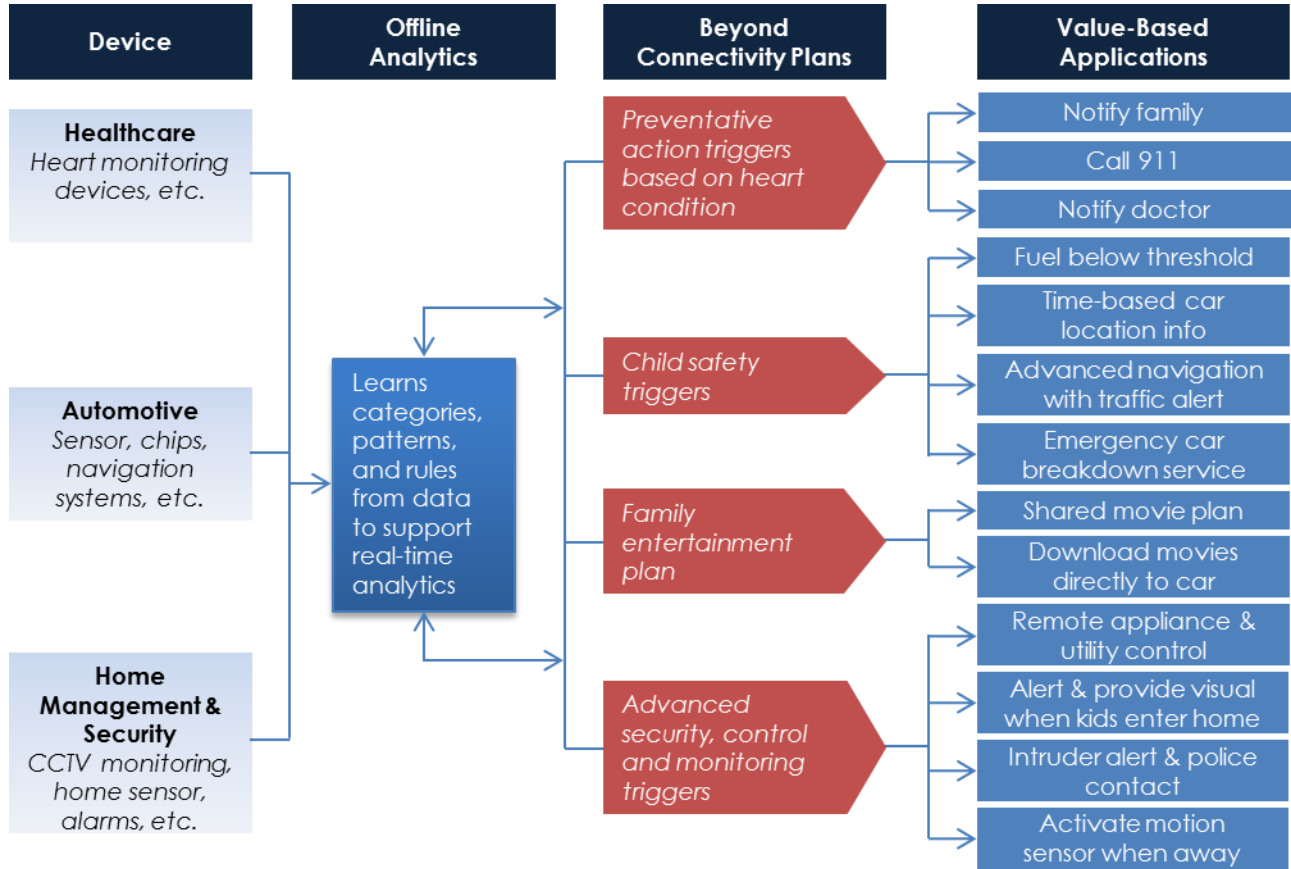 Device
Offline
Analytics
Beyond
Connectivity Plans
Value-Based
Applications
Healthcare
Heart monitoring
devices, etc.
Automotive
Sensor, chips,
navigation
systems, etc.
Home
Management &
Security
CCTV monitoring,
home sensor,
alarms, etc.
Learns
categories,
patterns,
and rules
from data
to support
real-time
analytics
Preventative
action triggers
based on heart
condition
Child safety
triggers
Family
entertainment
plan
Advanced
security, control
and monitoring
triggers
Notify family
Call 911
Notify doctor
Fuel below threshold
Time-based car
location info
Advanced navigation
with traffic alert
Emergency car
breakdown service
Shared movie plan
Download movies
directly to car
Remote appliance &
utility control
Alert & provide visual
when kids enter home
Intruder alert & police
contact
Activate motion
sensor when away